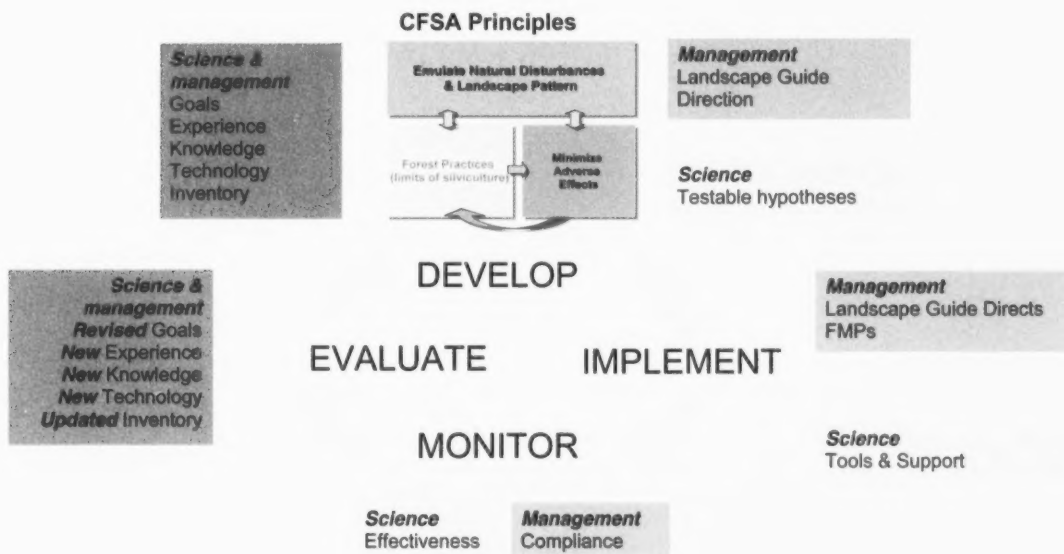 CFSA Principles
Science &
management
Goals
Experience
Knowledge
Technology
Inventory
Emulate Natural Disturbances
& Landscape Pattern
Forest Practices
(limits of silviculture)
Minimize
Adverse
Effects
Management
Landscape Guide
Direction
Science
Testable hypotheses
DEVELOP
Science &
management
Revised Goals
New Experience
New Knowledge
New Technology
Updated Inventory
EVALUATE
IMPLEMENT
Management
Landscape Guide Directs
FMPs
MONITOR
Science
Tools & Support
Science
Effectiveness
Management
Compliance